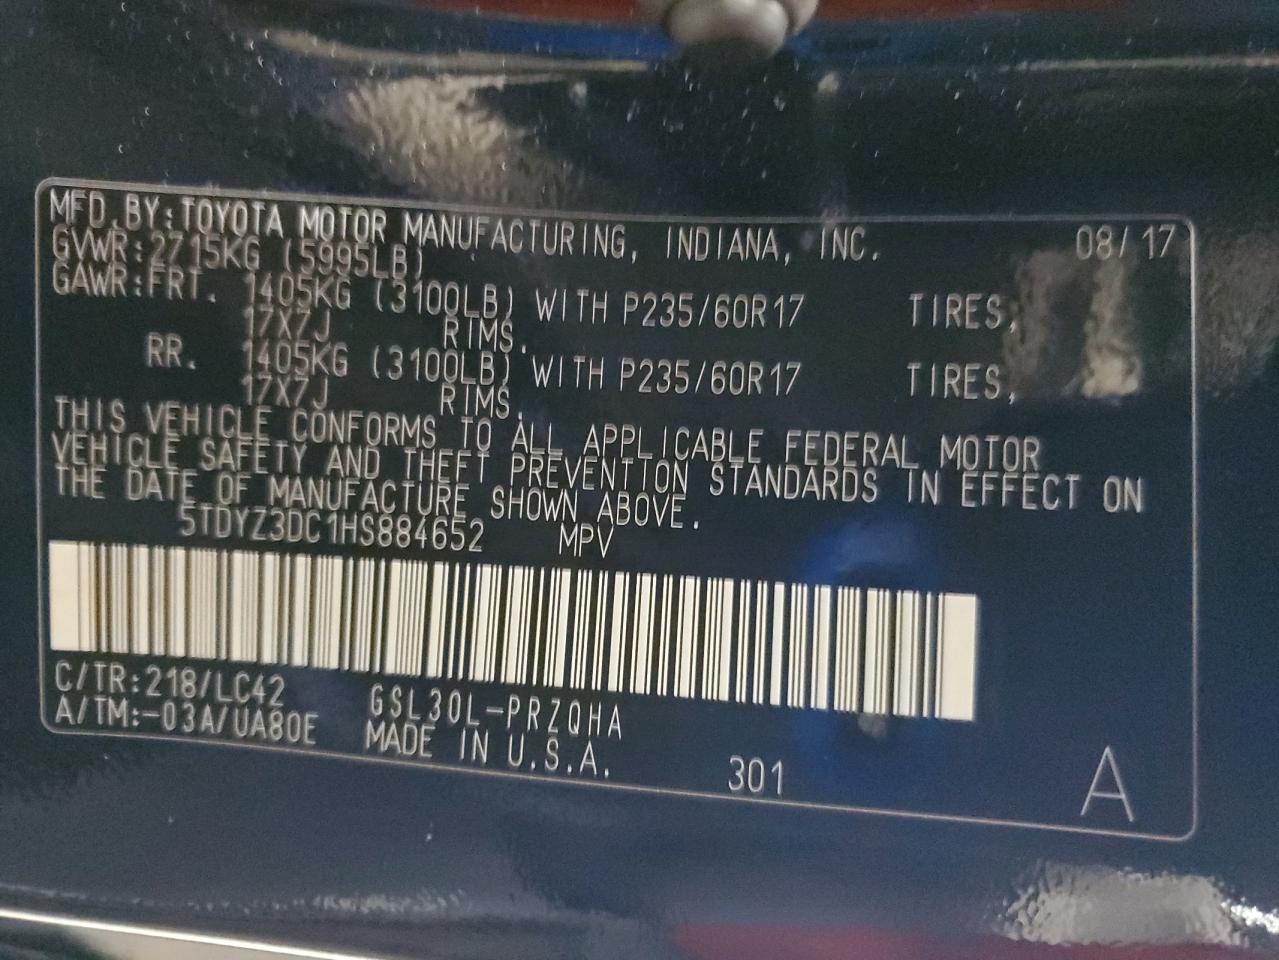 MFD.BY:TOYOTA MOTOR MANUFACTURING, INDIANA, INC. 08/17
GVWR:2715KG (5995LB)
GAWR:FRT. 1405KG (3100LB) WITH P235/60R17 TIRES,
17X7J RIMS.
RR. 1405KG (3100LB) WITH P235/60R17 TIRES,
17X7J RIMS.
THIS VEHICLE CONFORMS TO ALL APPLICABLE FEDERAL MOTOR
VEHICLE SAFETY AND THEFT PREVENTION STANDARDS IN EFFECT ON
THE DATE OF MANUFACTURE SHOWN ABOVE.
5TDYZ3DC1HS884652 MPV
C/TR:218/LC42 GSL30L-PRZQHA
A/TM:-03A/UA80E MADE IN U.S.A. 301 A